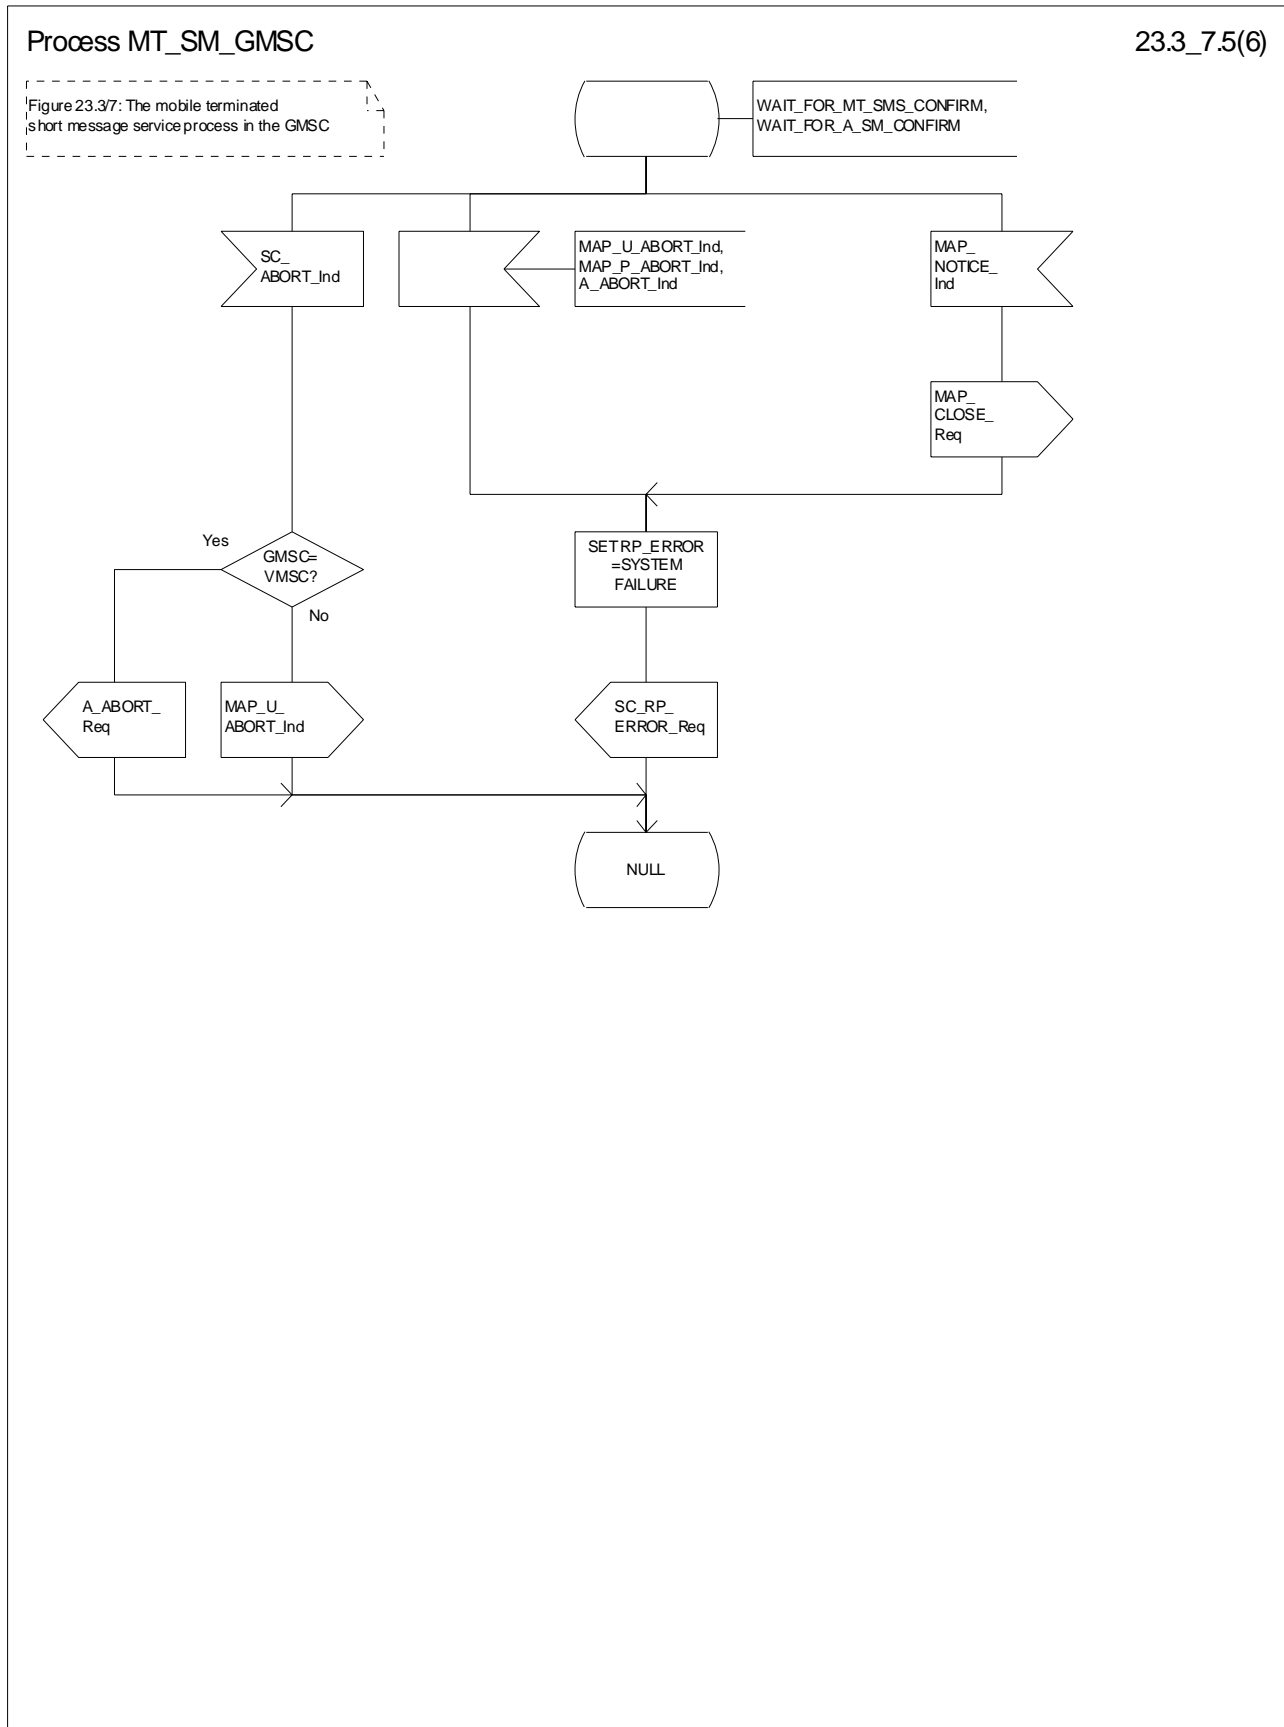 Process MT_SM_GMSC
23.3_7.5(6)
Figure 23.3/7: The mobile terminated
short message service process in the GMSC
WAIT_FOR_MT_SMS_CONFIRM,
WAIT_FOR_A_SM_CONFIRM
SC_
ABORT_Ind
MAP_U_ABORT_Ind,
MAP_P_ABORT_Ind,
A_ABORT_Ind
MAP_
NOTICE_
Ind
MAP_
CLOSE_
Req
Yes
GMSC=
VMSC?
No
SET RP_ERROR
=SYSTEM
FAILURE
A_ABORT_
Req
MAP_U_
ABORT_Ind
SC_RP_
ERROR_Req
NULL